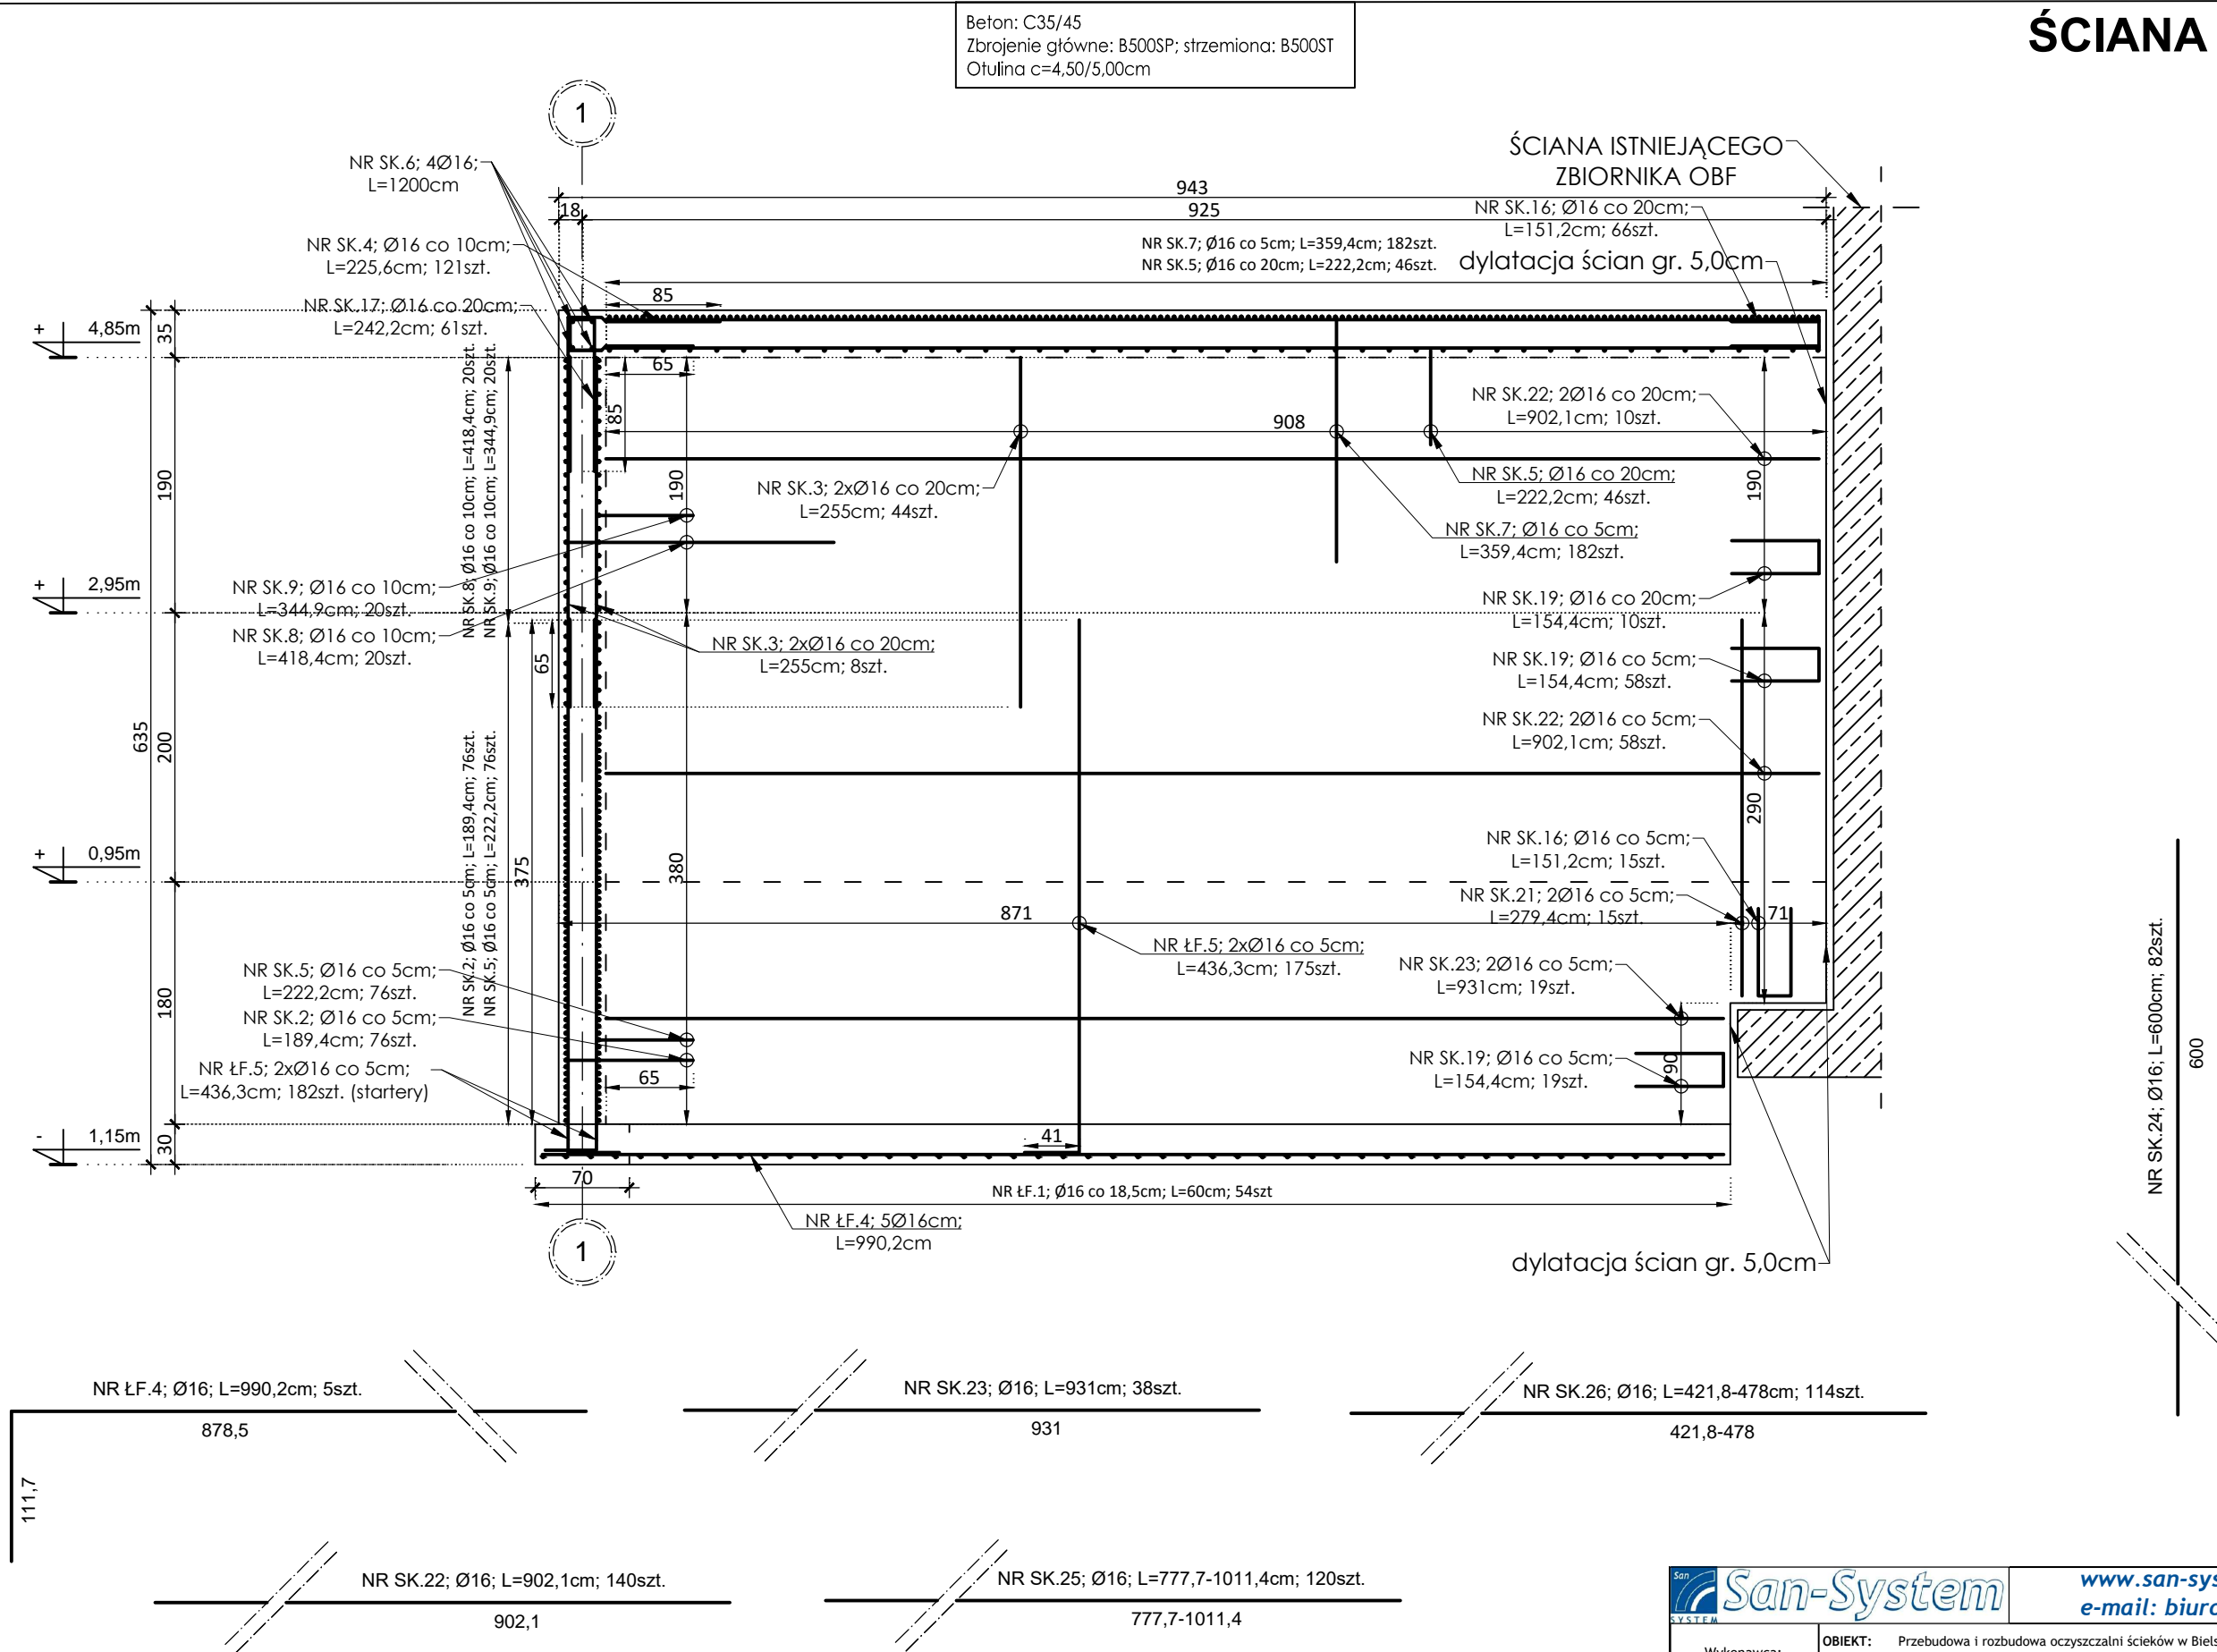 Beton: C35/45
Zbrojenie główne: B500SP; strzemiona: B500ST
Otulina c=4,50/5,00cm
ŚCIANA
1
NR SK.6; 4Ø16;
L=1200cm
NR SK.4; Ø16 co 10cm;
L=225,6cm; 121szt.
NR SK.17; Ø16 co 20cm;
L=242,2cm; 61szt.
943
18
925
NR SK.7; Ø16 co 5cm; L=359,4cm; 182szt.
NR SK.5; Ø16 co 20cm; L=222,2cm; 46szt.
ŚCIANA ISTNIEJĄCEGO
ZBIORNIKA OBF
NR SK.16; Ø16 co 20cm;
L=151,2cm; 66szt.
dylatacja ścian gr. 5,0cm
85
65
85
+ 4,85m
35
190
+ 2,95m
635
200
+ 0,95m
180
- 1,15m
30
NR SK.8; Ø16 co 10cm; L=418,4cm; 20szt.
NR SK.9; Ø16 co 10cm; L=344,9cm; 20szt.
190
908
NR SK.3; 2xØ16 co 20cm;
L=255cm; 44szt.
NR SK.22; 2Ø16 co 20cm;
L=902,1cm; 10szt.
190
NR SK.5; Ø16 co 20cm;
L=222,2cm; 46szt.
NR SK.7; Ø16 co 5cm;
L=359,4cm; 182szt.
NR SK.9; Ø16 co 10cm;
L=344,9cm; 20szt.
NR SK.8; Ø16 co 10cm;
L=418,4cm; 20szt.
NR SK.3; 2xØ16 co 20cm;
L=255cm; 8szt.
65
NR SK.19; Ø16 co 20cm;
L=154,4cm; 10szt.
NR SK.19; Ø16 co 5cm;
L=154,4cm; 58szt.
NR SK.22; 2Ø16 co 5cm;
L=902,1cm; 58szt.
290
NR SK.2; Ø16 co 5cm; L=189,4cm; 76szt.
NR SK.5; Ø16 co 5cm; L=222,2cm; 76szt.
375
380
NR SK.16; Ø16 co 5cm;
L=151,2cm; 15szt.
NR SK.21; 2Ø16 co 5cm;
L=279,4cm; 15szt.
71
871
NR ŁF.5; 2xØ16 co 5cm;
L=436,3cm; 175szt.
NR SK.23; 2Ø16 co 5cm;
L=931cm; 19szt.
NR SK.5; Ø16 co 5cm;
L=222,2cm; 76szt.
NR SK.2; Ø16 co 5cm;
L=189,4cm; 76szt.
NR ŁF.5; 2xØ16 co 5cm;
L=436,3cm; 182szt. (startery)
65
NR SK.19; Ø16 co 5cm;
L=154,4cm; 19szt.
90
41
70
NR ŁF.1; Ø16 co 18,5cm; L=60cm; 54szt
NR ŁF.4; 5Ø16cm;
L=990,2cm
1
dylatacja ścian gr. 5,0cm
NR SK.24; Ø16; L=600cm; 82szt.
600
NR ŁF.4; Ø16; L=990,2cm; 5szt.
878,5
111,7
NR SK.23; Ø16; L=931cm; 38szt.
931
NR SK.26; Ø16; L=421,8-478cm; 114szt.
421,8-478
NR SK.22; Ø16; L=902,1cm; 140szt.
902,1
NR SK.25; Ø16; L=777,7-1011,4cm; 120szt.
777,7-1011,4
San
SYSTEM
San-System
www.san-sys
e-mail: biuro
Wykonawca:
OBIEKT: Przebudowa i rozbudowa oczyszczalni ścieków w Biels